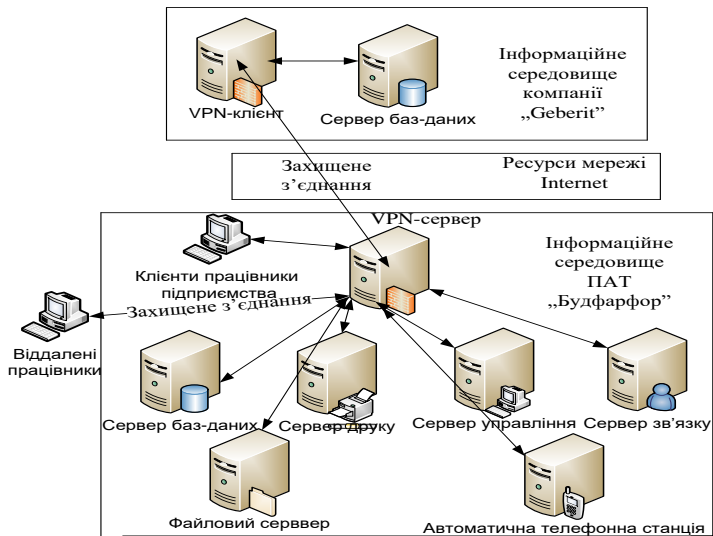 Інформаційне
середовище
компанії
„Geberit”
VPN-клієнт
Сервер баз-даних
Захищене
з’єднання
Ресурси мережі
Internet
VPN-сервер
Інформаційне
середовище
ПАТ
„Будфарфор”
Клієнти працівники
підприємства
Захищене з’єднання
Віддалені
працівники
Сервер баз-даних
Сервер друку
Сервер управління
Сервер зв’язку
Файловий серввер
Автоматична телефонна станція